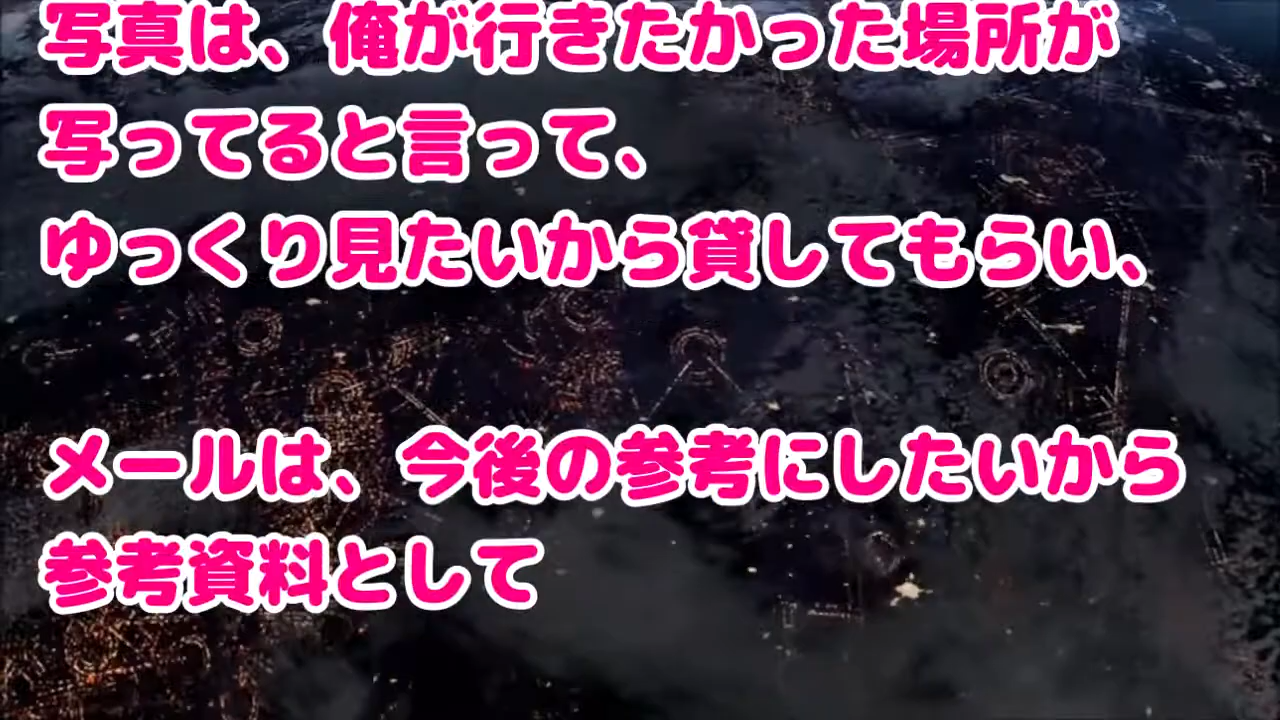 写真は、俺が行きたかった場所が
写ってると言って、
ゆっくり見たいから貸してもらい、
メールは、今後の参考にしたいから
参考資料として